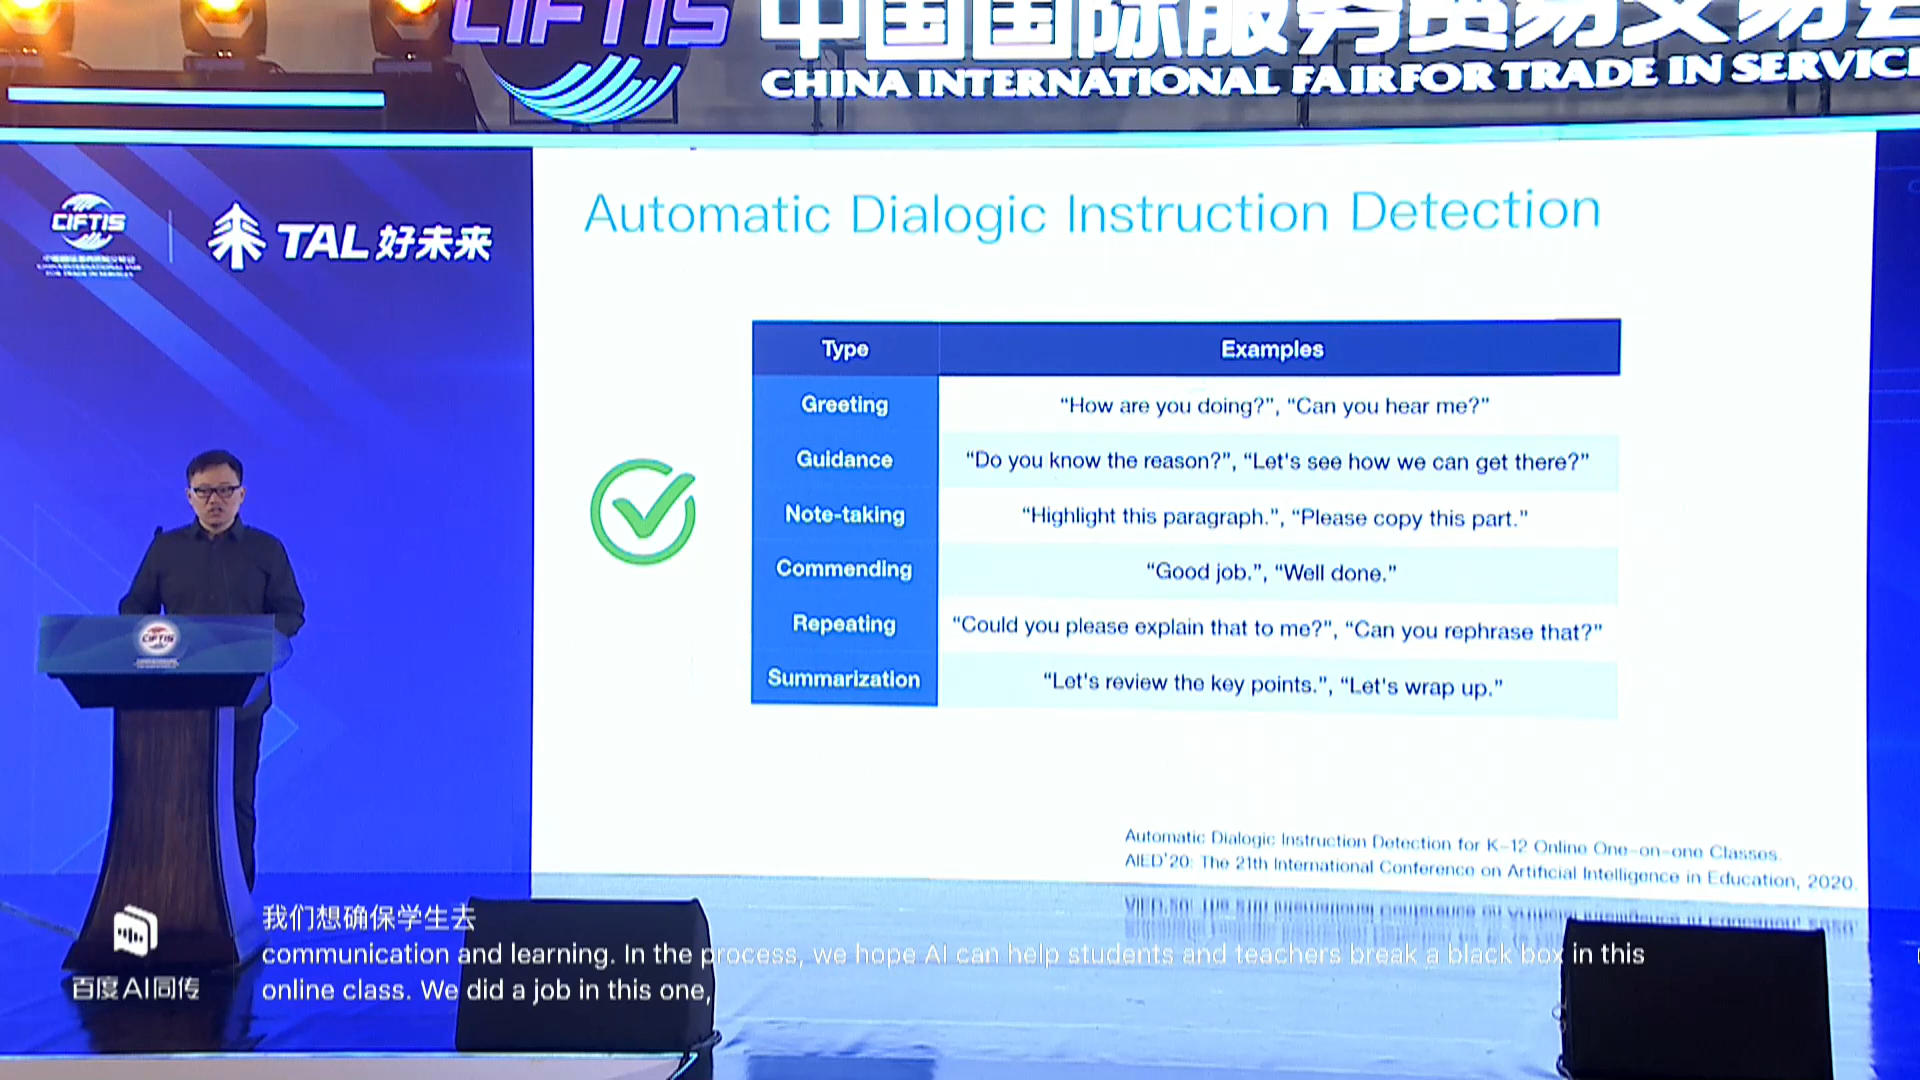 CIFTIS
中国国际服务贸易交易会
CHINA INTERNATIONAL FAIR FOR TRADE IN SERVIC
CIFTIS
TAL 好未来
Automatic Dialogic Instruction Detection
Type Examples
Greeting “How are you doing?”, “Can you hear me?”
Guidance “Do you know the reason?”, “Let's see how we can get there?”
Note-taking “Highlight this paragraph.”, “Please copy this part.”
Commending “Good job.”, “Well done.”
Repeating “Could you please explain that to me?”, “Can you rephrase that?”
Summarization “Let's review the key points.”, “Let's wrap up.”
Automatic Dialogic Instruction Detection for K-12 Online One-on-one Classes.
AIED'20: The 21th International Conference on Artificial Intelligence in Education, 2020.
CIFTIS
百度AI同传
我们想确保学生去
communication and learning. In the process, we hope AI can help students and teachers break a black box in this
online class. We did a job in this one,